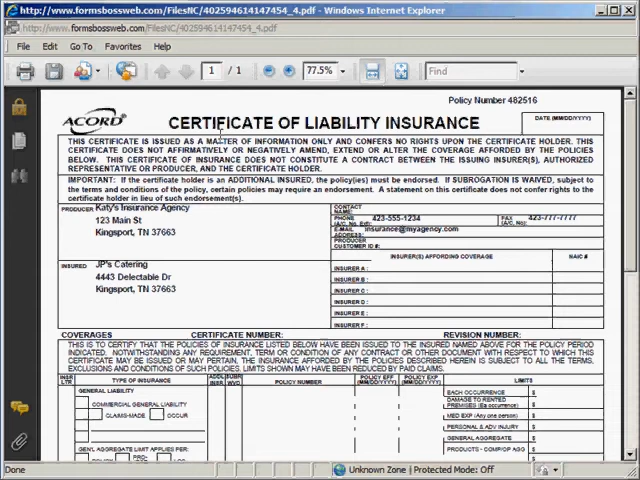 http://www.formsbossweb.com/FilesNC/402594614147454_4.pdf - Windows Internet Explorer
http://www.formsbossweb.com/FilesNC/402594614147454_4.pdf
File Edit Go To Favorites Help
1 / 1 77.5% Find
Policy Number 482516
ACORD CERTIFICATE OF LIABILITY INSURANCE DATE (MM/DD/YYYY)
THIS CERTIFICATE IS ISSUED AS A MATTER OF INFORMATION ONLY AND CONFERS NO RIGHTS UPON THE CERTIFICATE HOLDER. THIS
CERTIFICATE DOES NOT AFFIRMATIVELY OR NEGATIVELY AMEND, EXTEND OR ALTER THE COVERAGE AFFORDED BY THE POLICIES
BELOW. THIS CERTIFICATE OF INSURANCE DOES NOT CONSTITUTE A CONTRACT BETWEEN THE ISSUING INSURER(S), AUTHORIZED
REPRESENTATIVE OR PRODUCER, AND THE CERTIFICATE HOLDER.
IMPORTANT: If the certificate holder is an ADDITIONAL INSURED, the policy(ies) must be endorsed. If SUBROGATION IS WAIVED, subject to
the terms and conditions of the policy, certain policies may require an endorsement. A statement on this certificate does not confer rights to the
certificate holder in lieu of such endorsement(s).
PRODUCER Katy's Insurance Agency
123 Main St
Kingsport, TN 37663
CONTACT NAME:
PHONE (A/C, No, Ext): 423-555-1234 FAX (A/C, No): 423-777-7777
E-MAIL ADDRESS: insurance@myagency.com
PRODUCER CUSTOMER ID #:
INSURER(S) AFFORDING COVERAGE NAIC #
INSURED JP's Catering
4443 Delectable Dr
Kingsport, TN 37663
INSURER A :
INSURER B :
INSURER C :
INSURER D :
INSURER E :
INSURER F :
COVERAGES CERTIFICATE NUMBER: REVISION NUMBER:
THIS IS TO CERTIFY THAT THE POLICIES OF INSURANCE LISTED BELOW HAVE BEEN ISSUED TO THE INSURED NAMED ABOVE FOR THE POLICY PERIOD
INDICATED. NOTWITHSTANDING ANY REQUIREMENT, TERM OR CONDITION OF ANY CONTRACT OR OTHER DOCUMENT WITH RESPECT TO WHICH THIS
CERTIFICATE MAY BE ISSUED OR MAY PERTAIN, THE INSURANCE AFFORDED BY THE POLICIES DESCRIBED HEREIN IS SUBJECT TO ALL THE TERMS,
EXCLUSIONS AND CONDITIONS OF SUCH POLICIES. LIMITS SHOWN MAY HAVE BEEN REDUCED BY PAID CLAIMS.
INSR LTR TYPE OF INSURANCE ADDL INSR SUBR WVD POLICY NUMBER POLICY EFF (MM/DD/YYYY) POLICY EXP (MM/DD/YYYY) LIMITS
GENERAL LIABILITY
COMMERCIAL GENERAL LIABILITY
CLAIMS-MADE OCCUR
GEN'L AGGREGATE LIMIT APPLIES PER:
POLICY PRO- LOC
EACH OCCURRENCE $
DAMAGE TO RENTED PREMISES (Ea occurrence) $
MED EXP (Any one person) $
PERSONAL & ADV INJURY $
GENERAL AGGREGATE $
PRODUCTS - COMP/OP AGG $
$
Done Unknown Zone | Protected Mode: Off